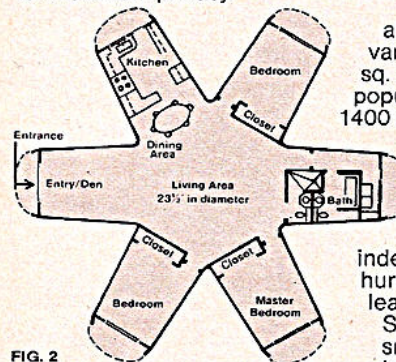 Kitchen
Dining
Area
Bedroom
Closet
Entrance
Entry/Den
Living Area
23½' in diameter
Bath
Closet
Bedroom
Closet
Master
Bedroom
FIG. 2
a
var
sq.
popu
1400
inde
hur
lea
S